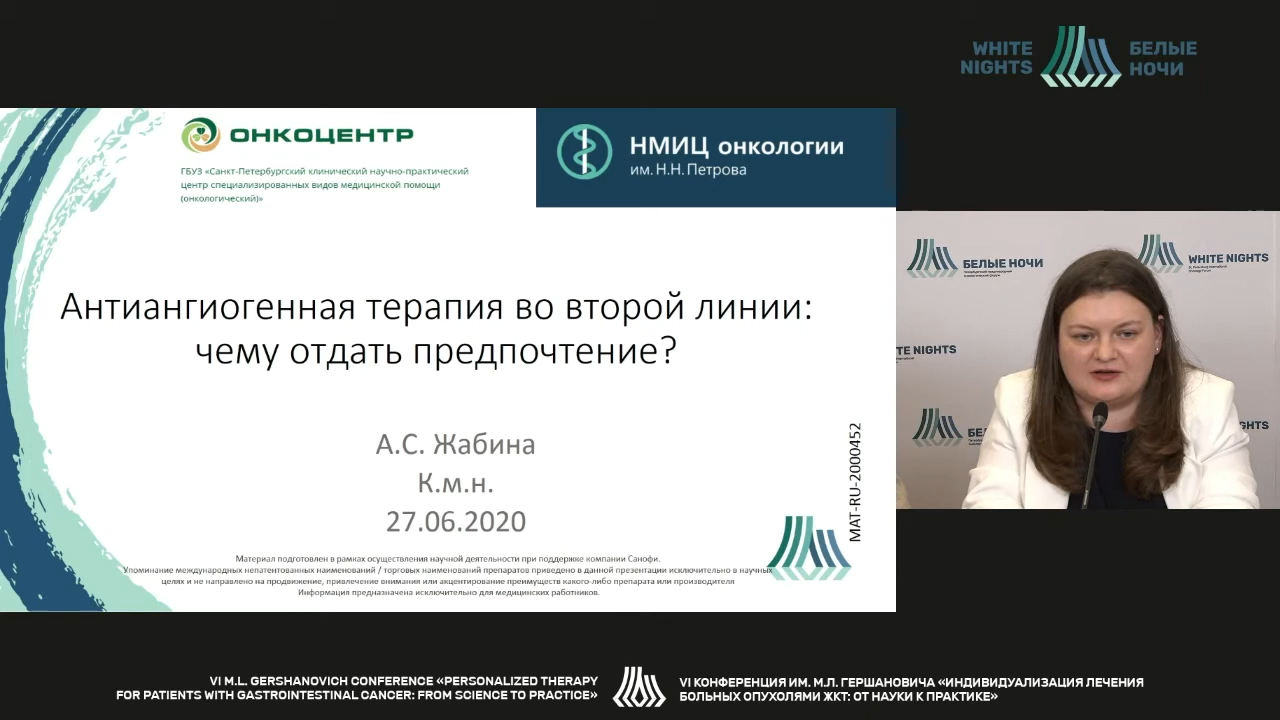 WHITE
NIGHTS
БЕЛЫЕ
НОЧИ
ОНКОЦЕНТР
ГБУЗ «Санкт-Петербургский клинический научно-практический
центр специализированных видов медицинской помощи
(онкологический)»
НМИЦ онкологии
им. Н.Н. Петрова
Антиангиогенная терапия во второй линии:
чему отдать предпочтение?
А.С. Жабина
К.м.н.
27.06.2020
MAT-RU-2000452
Материал подготовлен в рамках осуществления научной деятельности при поддержке компании Санофи.
Упоминание международных непатентованных наименований / торговых наименований препаратов приведено в данной презентации исключительно в научных
целях и не направлено на продвижение, привлечение внимания или акцентирование преимуществ какого-либо препарата или производителя
Информация предназначена исключительно для медицинских работников.
БЕЛЫЕ НОЧИ
WHITE NIGHTS
TE NIGHTS
БЕ
GHTS
VI M.L. GERSHANOVICH CONFERENCE «PERSONALIZED THERAPY
FOR PATIENTS WITH GASTROINTESTINAL CANCER: FROM SCIENCE TO PRACTICE»
VI КОНФЕРЕНЦИЯ ИМ. М.Л. ГЕРШАНОВИЧА «ИНДИВИДУАЛИЗАЦИЯ ЛЕЧЕНИЯ
БОЛЬНЫХ ОПУХОЛЯМИ ЖКТ: ОТ НАУКИ К ПРАКТИКЕ»